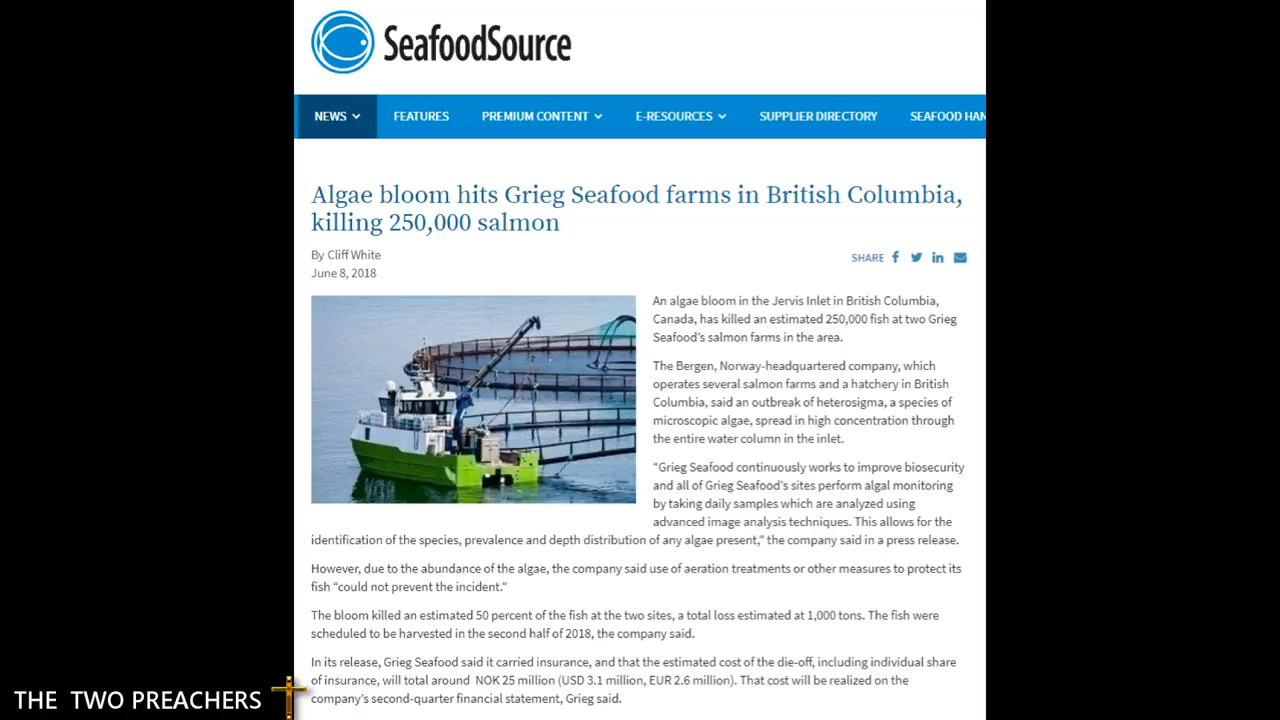 SeafoodSource
NEWS FEATURES PREMIUM CONTENT E-RESOURCES SUPPLIER DIRECTORY SEAFOOD HAN
Algae bloom hits Grieg Seafood farms in British Columbia,
killing 250,000 salmon
By Cliff White
June 8, 2018
SHARE
An algae bloom in the Jervis Inlet in British Columbia,
Canada, has killed an estimated 250,000 fish at two Grieg
Seafood's salmon farms in the area.
The Bergen, Norway-headquartered company, which
operates several salmon farms and a hatchery in British
Columbia, said an outbreak of heterosigma, a species of
microscopic algae, spread in high concentration through
the entire water column in the inlet.
"Grieg Seafood continuously works to improve biosecurity
and all of Grieg Seafood's sites perform algal monitoring
by taking daily samples which are analyzed using
advanced image analysis techniques. This allows for the
identification of the species, prevalence and depth distribution of any algae present," the company said in a press release.
However, due to the abundance of the algae, the company said use of aeration treatments or other measures to protect its
fish "could not prevent the incident."
The bloom killed an estimated 50 percent of the fish at the two sites, a total loss estimated at 1,000 tons. The fish were
scheduled to be harvested in the second half of 2018, the company said.
In its release, Grieg Seafood said it carried insurance, and that the estimated cost of the die-off, including individual share
of insurance, will total around NOK 25 million (USD 3.1 million, EUR 2.6 million). That cost will be realized on the
company's second-quarter financial statement, Grieg said.
THE TWO PREACHERS